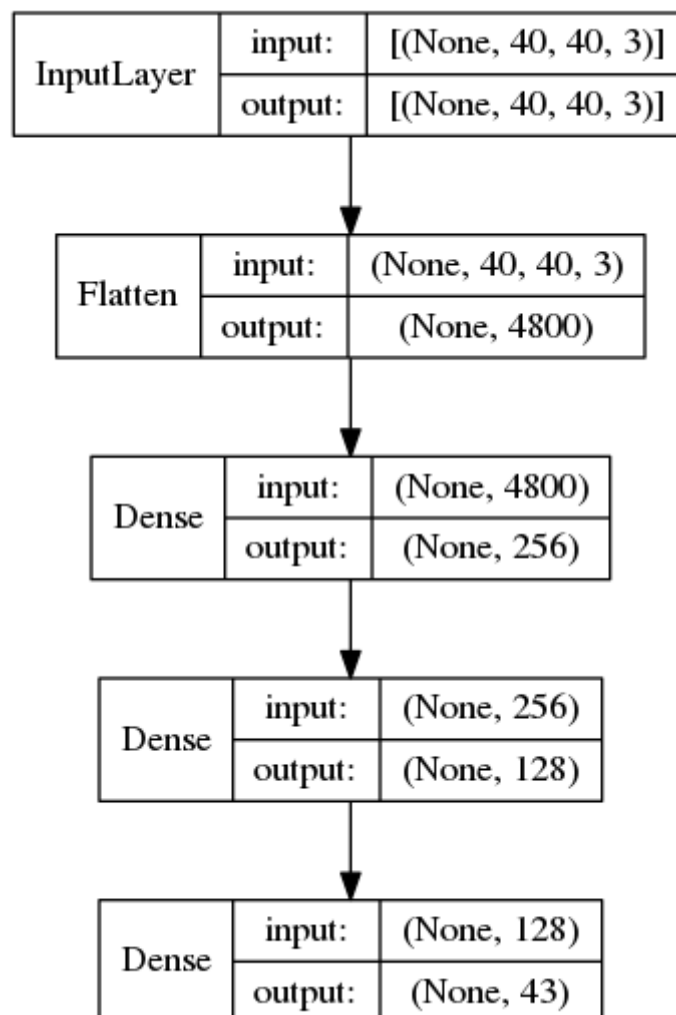 InputLayer
input: [(None, 40, 40, 3)]
output: [(None, 40, 40, 3)]
Flatten
input: (None, 40, 40, 3)
output: (None, 4800)
Dense
input: (None, 4800)
output: (None, 256)
Dense
input: (None, 256)
output: (None, 128)
Dense
input: (None, 128)
output: (None, 43)